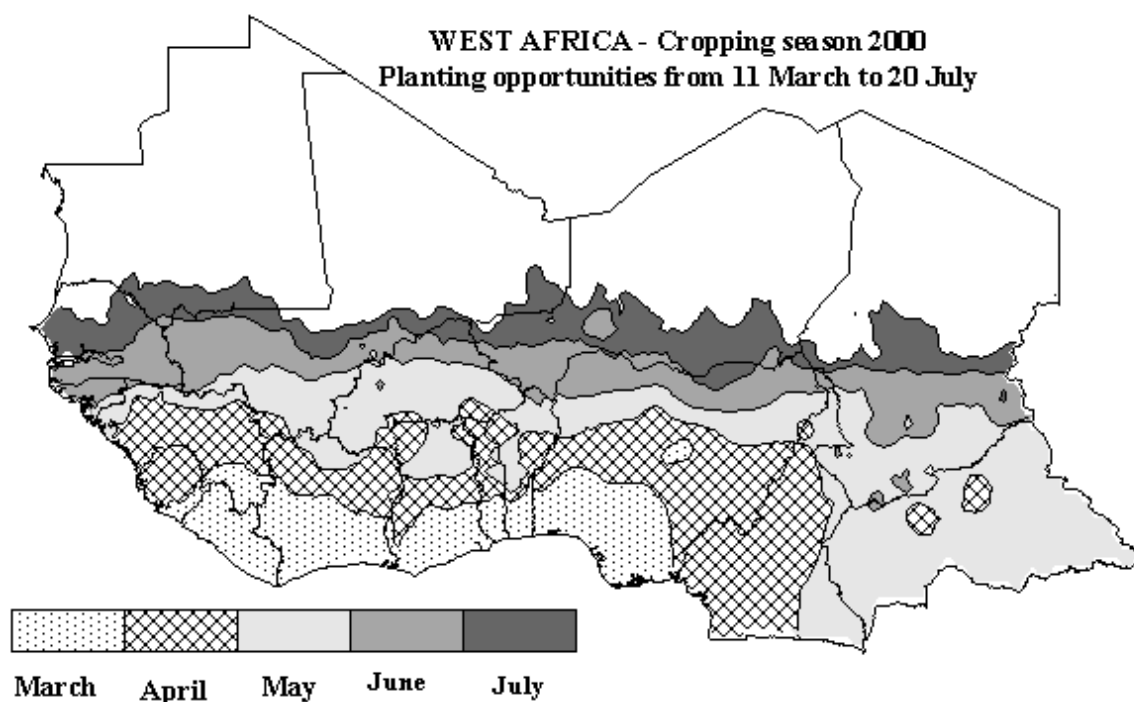 WEST AFRICA - Cropping season 2000
Planting opportunities from 11 March to 20 July
March April May June July